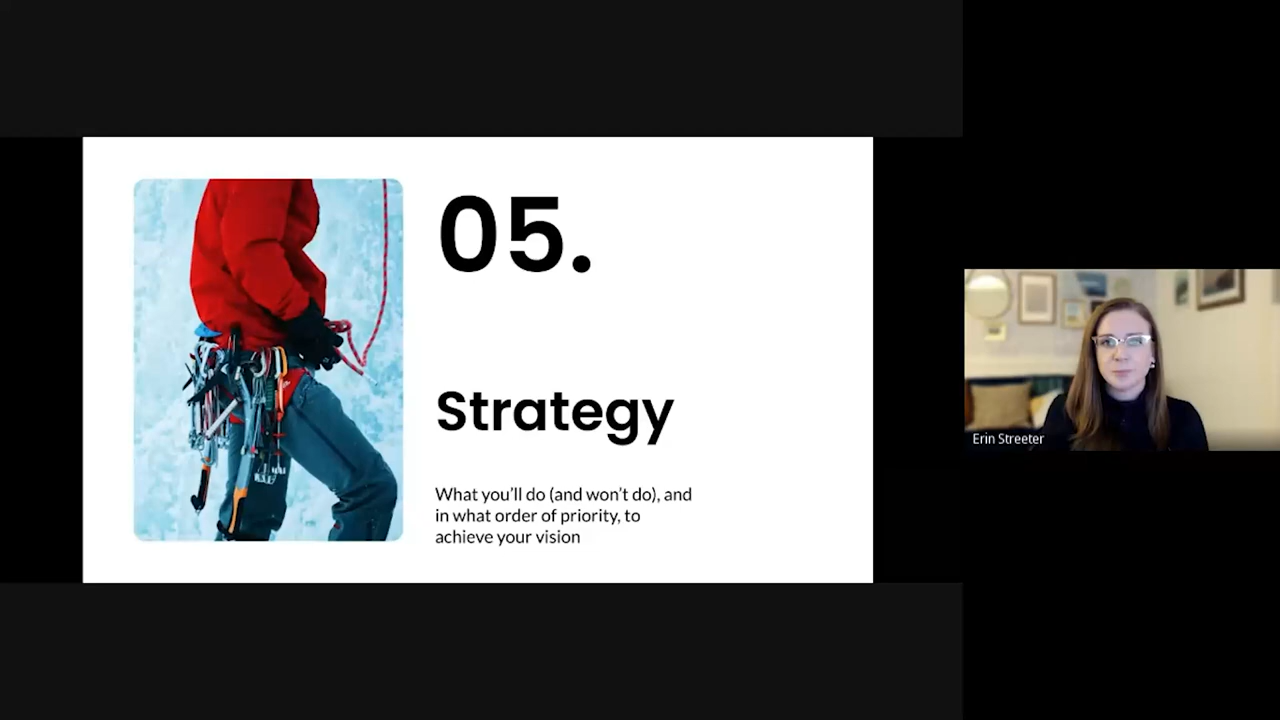 05.
Strategy
What you'll do (and won't do), and
in what order of priority, to
achieve your vision
Erin Streeter